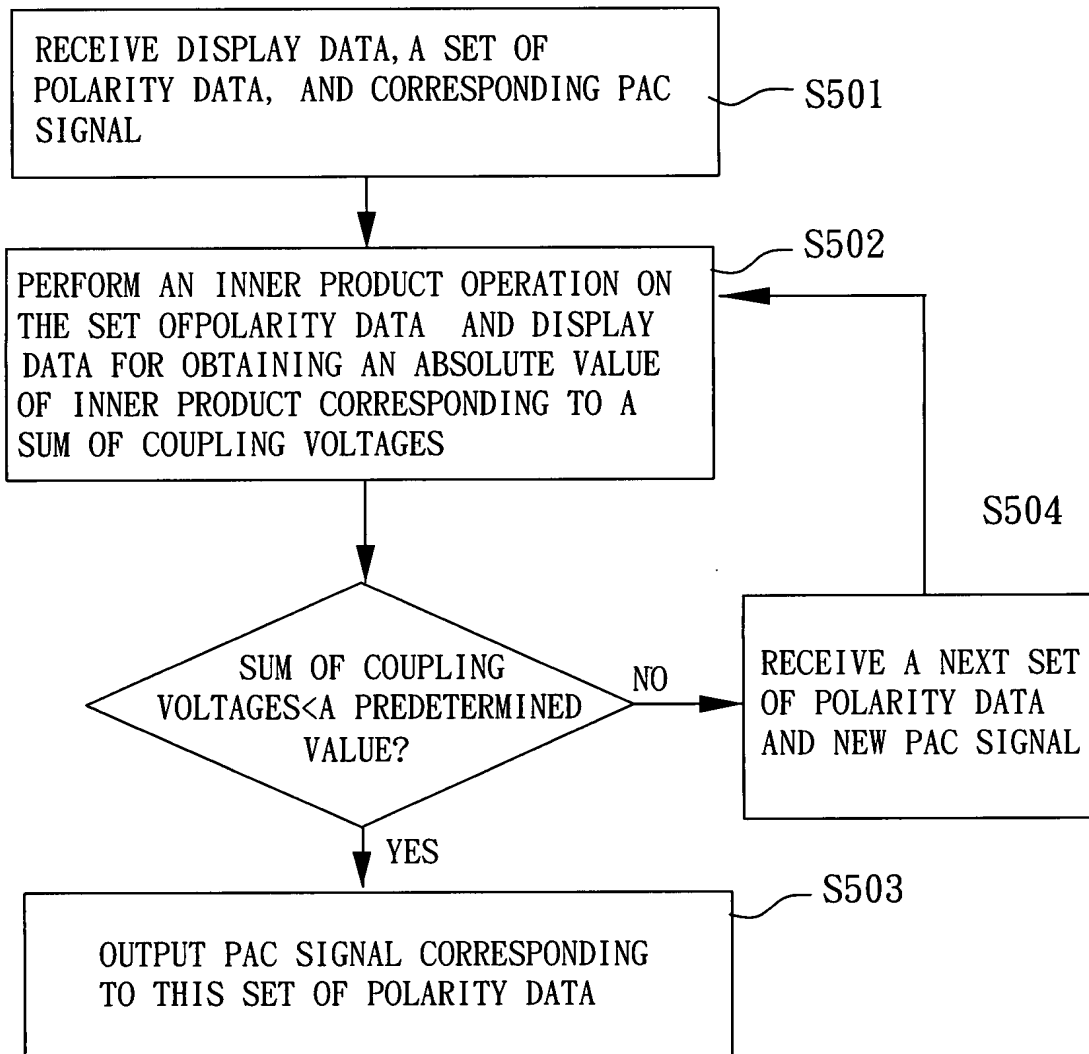 RECEIVE DISPLAY DATA, A SET OF
POLARITY DATA, AND CORRESPONDING PAC
SIGNAL
S501
S502
PERFORM AN INNER PRODUCT OPERATION ON
THE SET OFPOLARITY DATA AND DISPLAY
DATA FOR OBTAINING AN ABSOLUTE VALUE
OF INNER PRODUCT CORRESPONDING TO A
SUM OF COUPLING VOLTAGES
S504
SUM OF COUPLING
VOLTAGES<A PREDETERMINED
VALUE?
NO
RECEIVE A NEXT SET
OF POLARITY DATA
AND NEW PAC SIGNAL
YES
S503
OUTPUT PAC SIGNAL CORRESPONDING
TO THIS SET OF POLARITY DATA